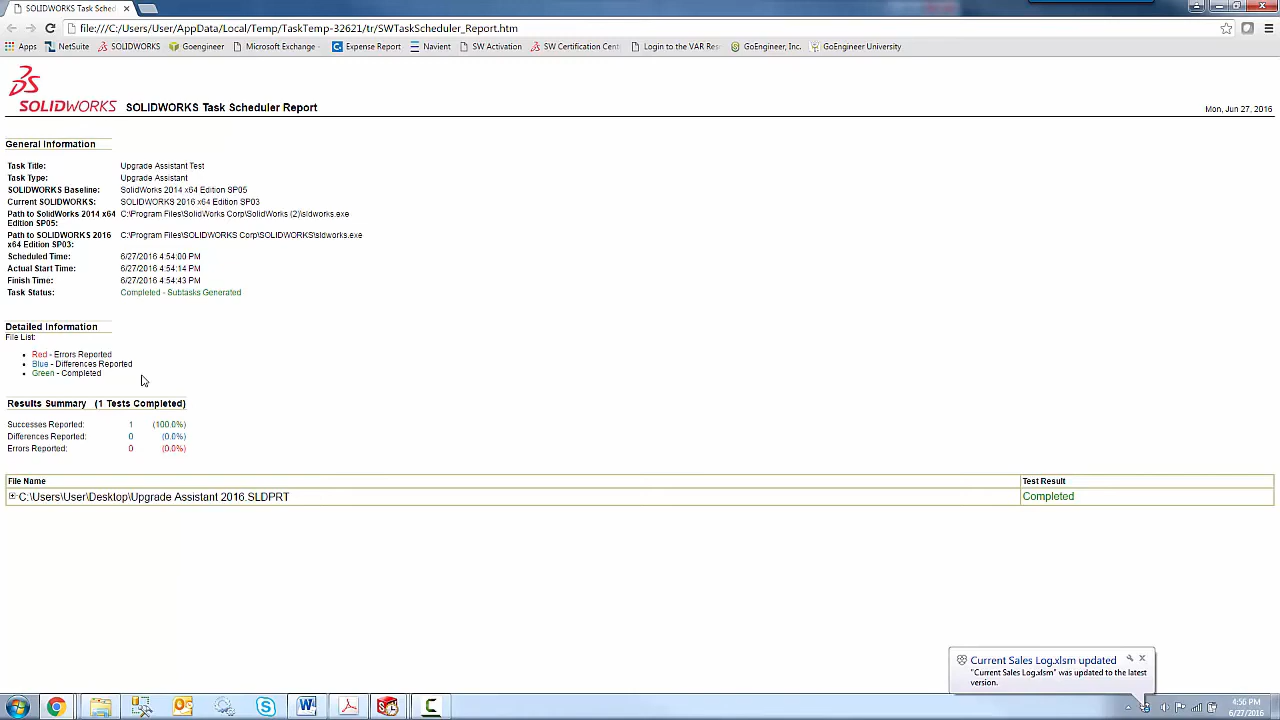 SOLIDWORKS Task Sched
file:///C:/Users/User/AppData/Local/Temp/TaskTemp-32621/tr/SWTaskScheduler_Report.htm
Apps NetSuite SOLIDWORKS Goengineer Microsoft Exchange Expense Report Navient SW Activation SW Certification Cent Login to the VAR Res GoEngineer, Inc. GoEngineer University
SOLIDWORKS SOLIDWORKS Task Scheduler Report
Mon, Jun 27, 2016
General Information
Task Title: Upgrade Assistant Test
Task Type: Upgrade Assistant
SOLIDWORKS Baseline: SolidWorks 2014 x64 Edition SP05
Current SOLIDWORKS: SOLIDWORKS 2016 x64 Edition SP03
Path to SolidWorks 2014 x64 C:\Program Files\SolidWorks Corp\SolidWorks (2)\sldworks.exe
Edition SP05:
Path to SOLIDWORKS 2016 C:\Program Files\SOLIDWORKS Corp\SOLIDWORKS\sldworks.exe
x64 Edition SP03:
Scheduled Time: 6/27/2016 4:54:00 PM
Actual Start Time: 6/27/2016 4:54:14 PM
Finish Time: 6/27/2016 4:54:43 PM
Task Status: Completed - Subtasks Generated
Detailed Information
File List:
Red - Errors Reported
Blue - Differences Reported
Green - Completed
Results Summary (1 Tests Completed)
Successes Reported: 1 (100.0%)
Differences Reported: 0 (0.0%)
Errors Reported: 0 (0.0%)
File Name Test Result
C:\Users\User\Desktop\Upgrade Assistant 2016.SLDPRT Completed
Current Sales Log.xlsm updated
"Current Sales Log.xlsm" was updated to the latest
version.
4:56 PM
6/27/2016